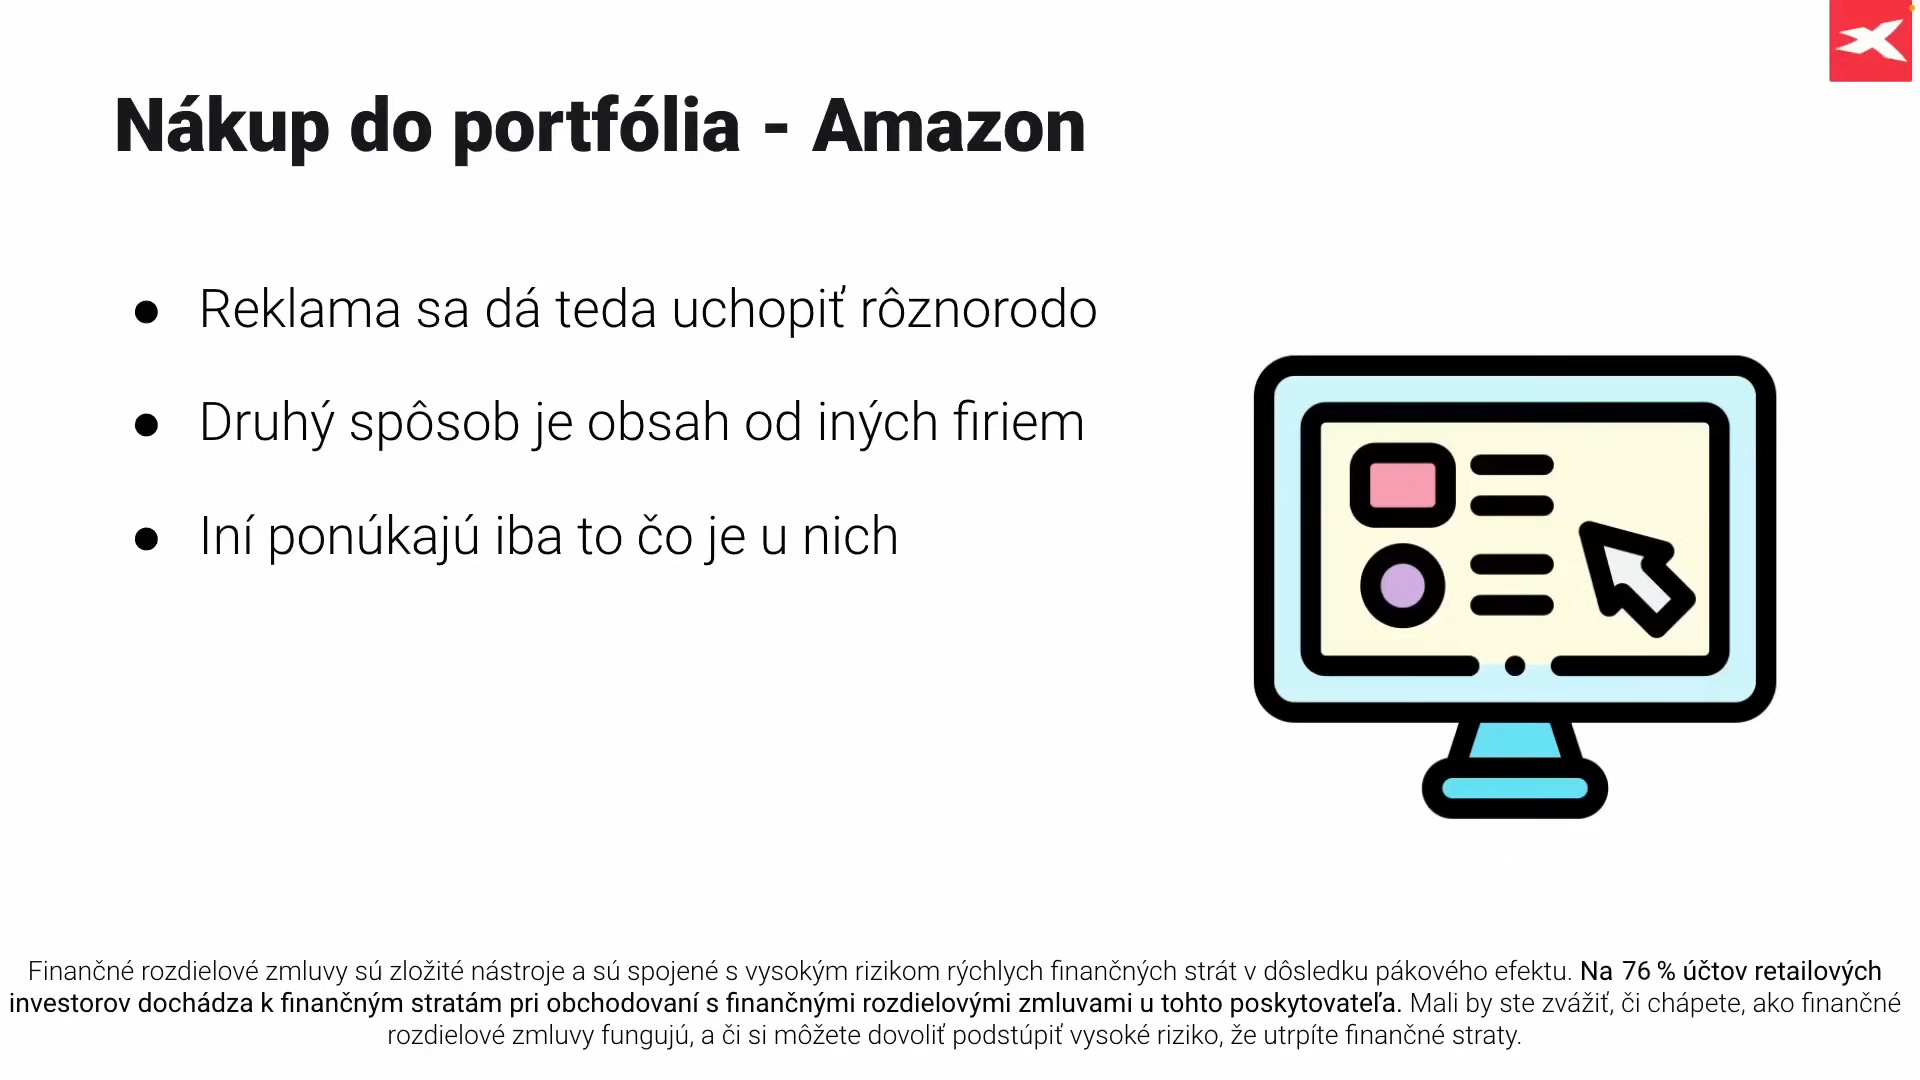 Nákup do portfólia - Amazon
● Reklama sa dá teda uchopiť rôznorodo
● Druhý spôsob je obsah od iných firiem
● Iní ponúkajú iba to čo je u nich
Finančné rozdielové zmluvy sú zložité nástroje a sú spojené s vysokým rizikom rýchlych finančných strát v dôsledku pákového efektu. Na 76 % účtov retailových
investorov dochádza k finančným stratám pri obchodovaní s finančnými rozdielovými zmluvami u tohto poskytovateľa. Mali by ste zvážiť, či chápete, ako finančné
rozdielové zmluvy fungujú, a či si môžete dovoliť podstúpiť vysoké riziko, že utrpíte finančné straty.